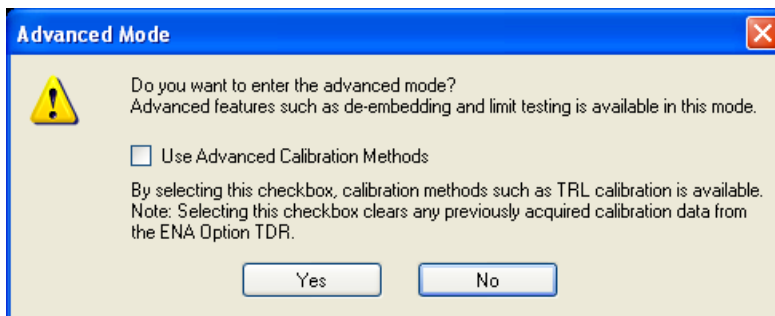 Advanced Mode
Do you want to enter the advanced mode?
Advanced features such as de-embedding and limit testing is available in this mode.
Use Advanced Calibration Methods
By selecting this checkbox, calibration methods such as TRL calibration is available.
Note: Selecting this checkbox clears any previously acquired calibration data from
the ENA Option TDR.
Yes
No